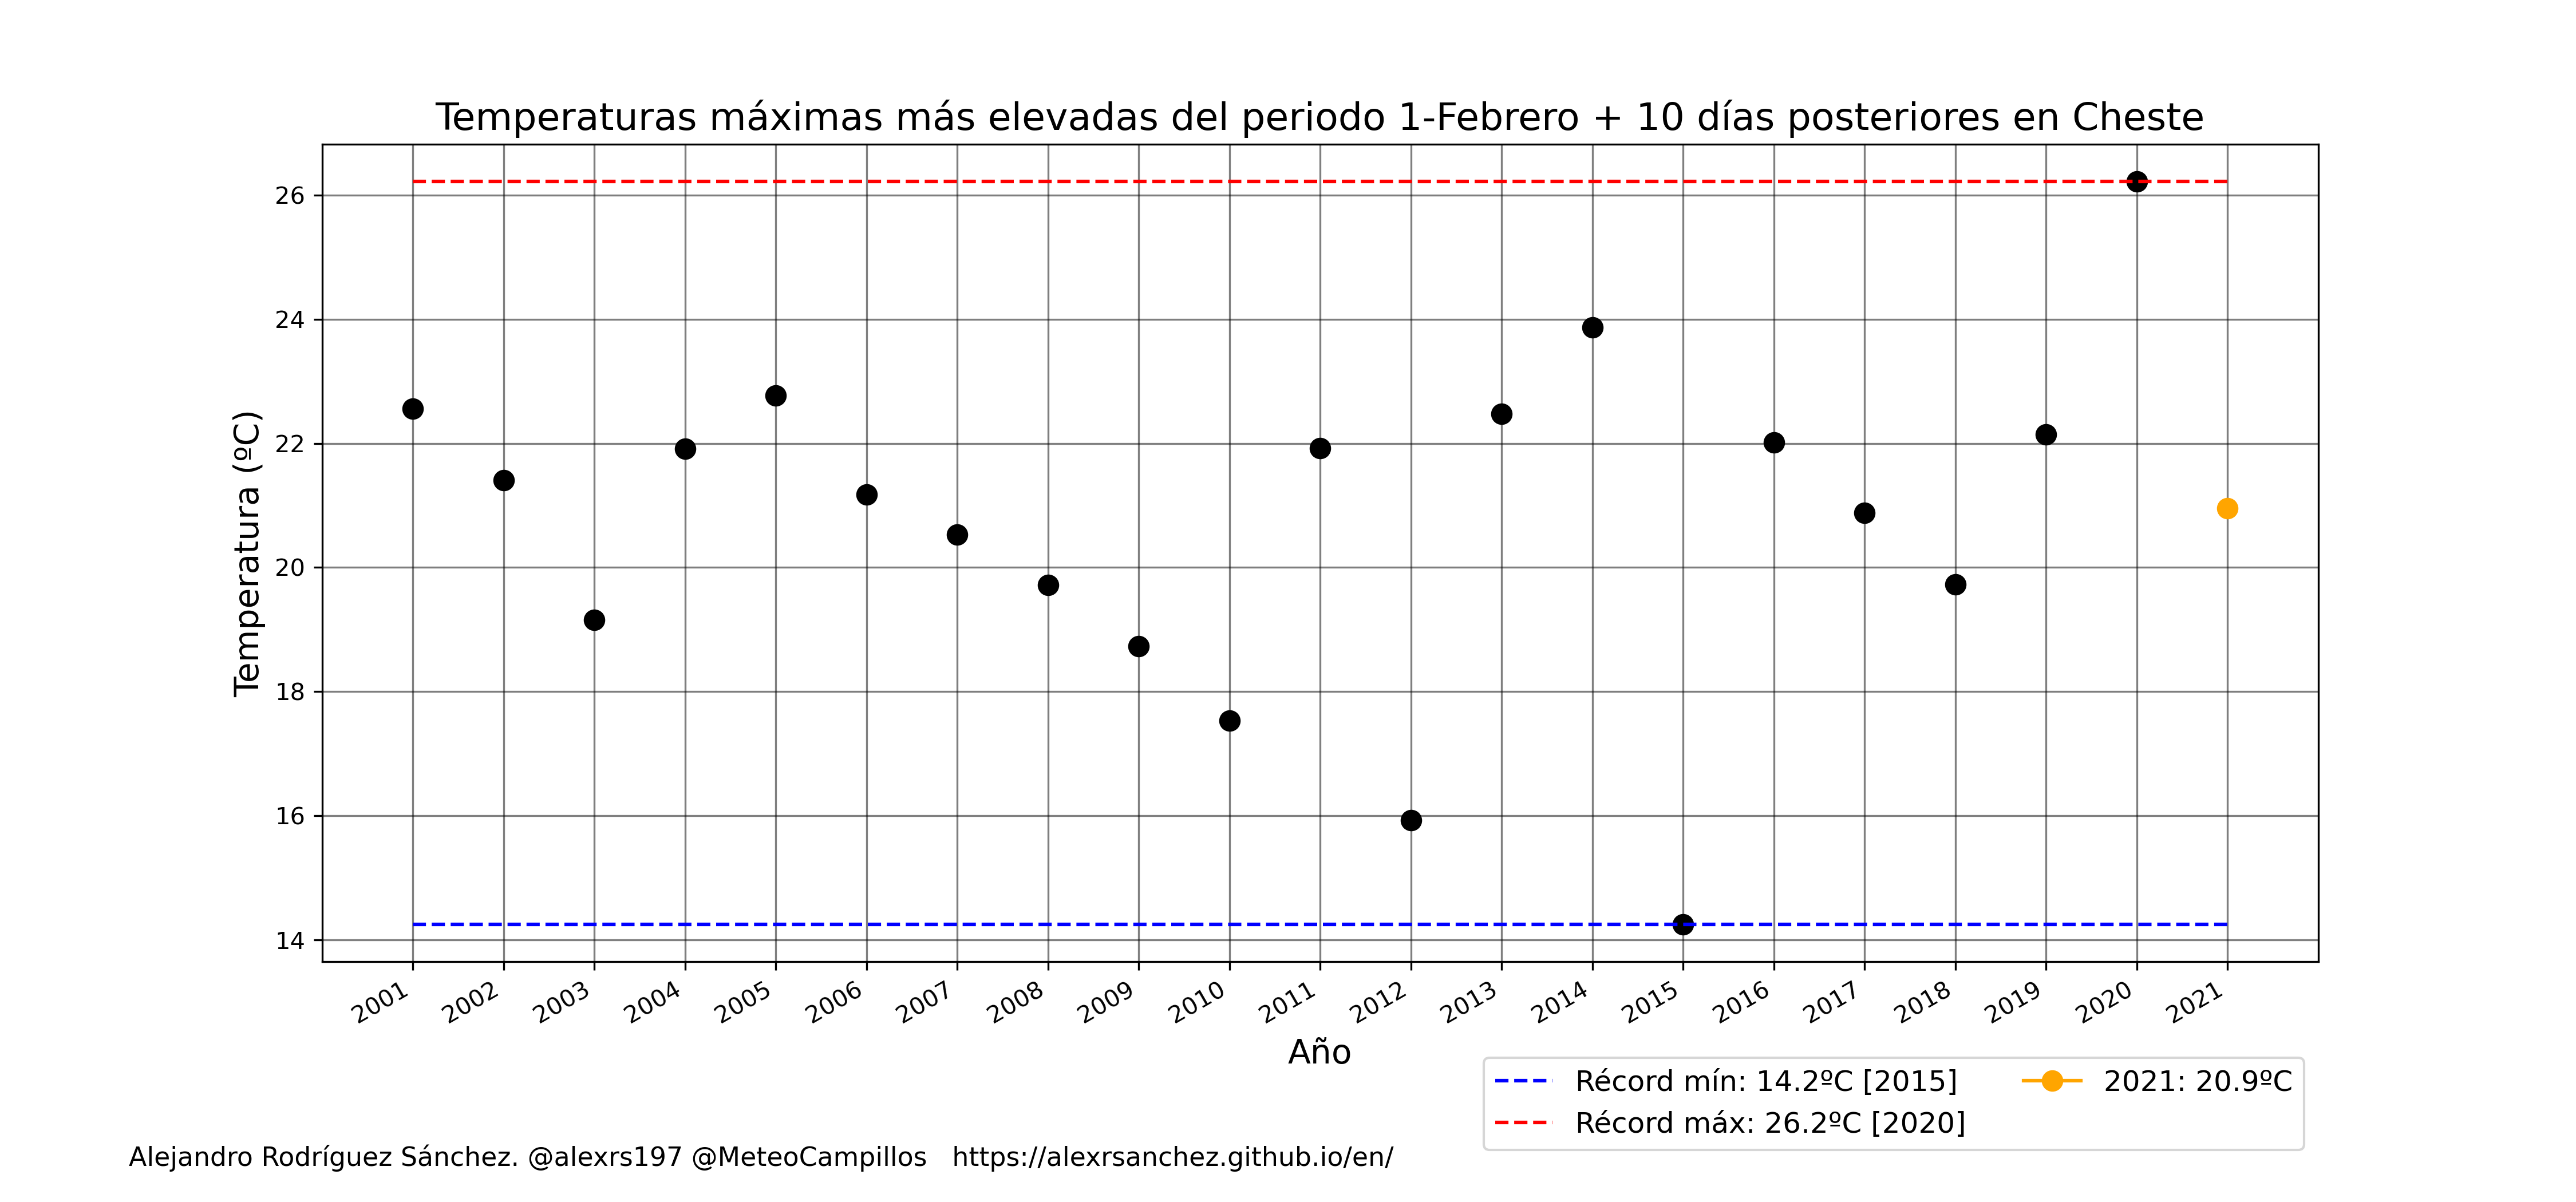 Temperaturas máximas más elevadas del periodo 1-Febrero + 10 días posteriores en Cheste
Temperatura (ºC)
26
24
22
20
18
16
14
2001 2002 2003 2004 2005 2006 2007 2008 2009 2010 2011 2012 2013 2014 2015 2016 2017 2018 2019 2020 2021
Año
Récord mín: 14.2ºC [2015]
Récord máx: 26.2ºC [2020]
2021: 20.9ºC
Alejandro Rodríguez Sánchez. @alexrs197 @MeteoCampillos https://alexrsanchez.github.io/en/